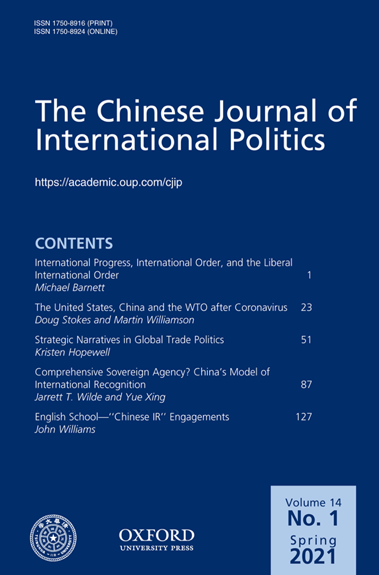 ISSN 1750-8916 (PRINT)
ISSN 1750-8924 (ONLINE)
The Chinese Journal of
International Politics
https://academic.oup.com/cjip
CONTENTS
International Progress, International Order, and the Liberal
International Order 1
Michael Barnett
The United States, China and the WTO after Coronavirus 23
Doug Stokes and Martin Williamson
Strategic Narratives in Global Trade Politics 51
Kristen Hopewell
Comprehensive Sovereign Agency? China's Model of
International Recognition 87
Jarrett T. Wilde and Yue Xing
English School—‘‘Chinese IR’’ Engagements 127
John Williams
OXFORD
UNIVERSITY PRESS
Volume 14
No. 1
Spring
2021